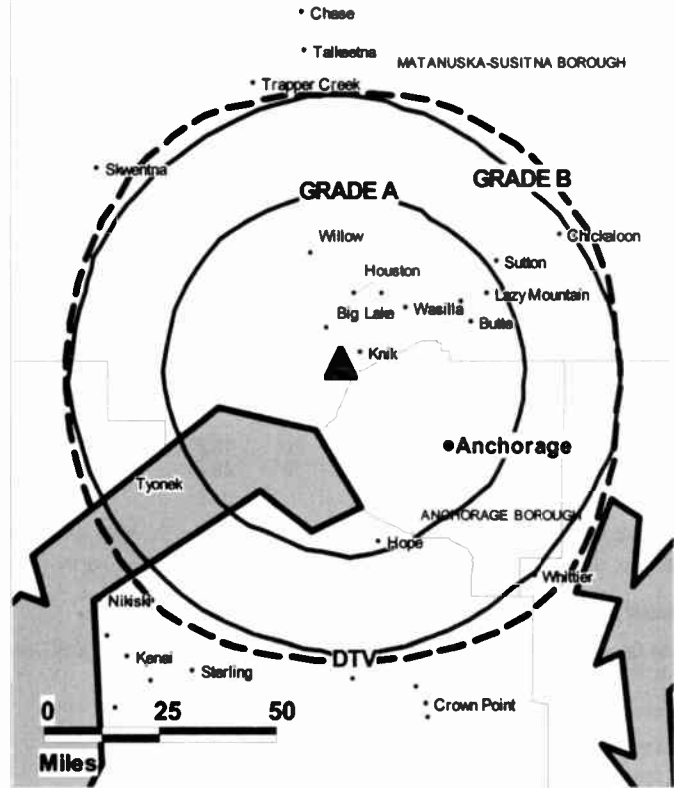 Chase
Talkeetna
MATANUSKA-SUSITNA BOROUGH
Trapper Creek
Skwentna
GRADE B
GRADE A
Willow
Chickaloon
Sutton
Houston
Lazy Mountain
Big Lake
Wasilla
Butte
Knik
Anchorage
Tyonek
ANCHORAGE BOROUGH
Hope
Whittier
Nikiski
Kenai
DTV
Sterling
Crown Point
0 25 50
Miles